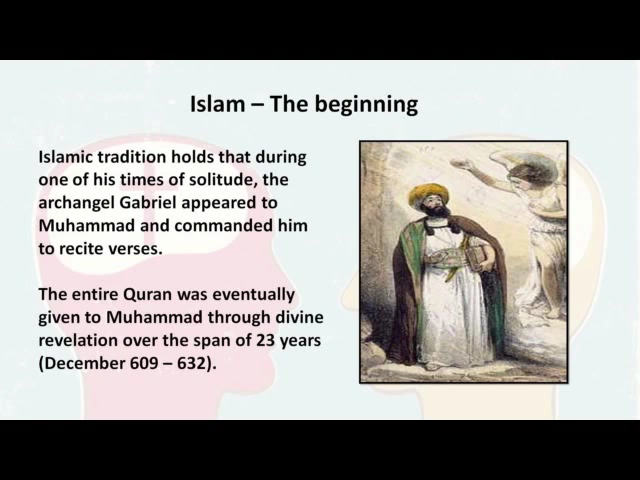 Islam – The beginning
Islamic tradition holds that during
one of his times of solitude, the
archangel Gabriel appeared to
Muhammad and commanded him
to recite verses.
The entire Quran was eventually
given to Muhammad through divine
revelation over the span of 23 years
(December 609 – 632).